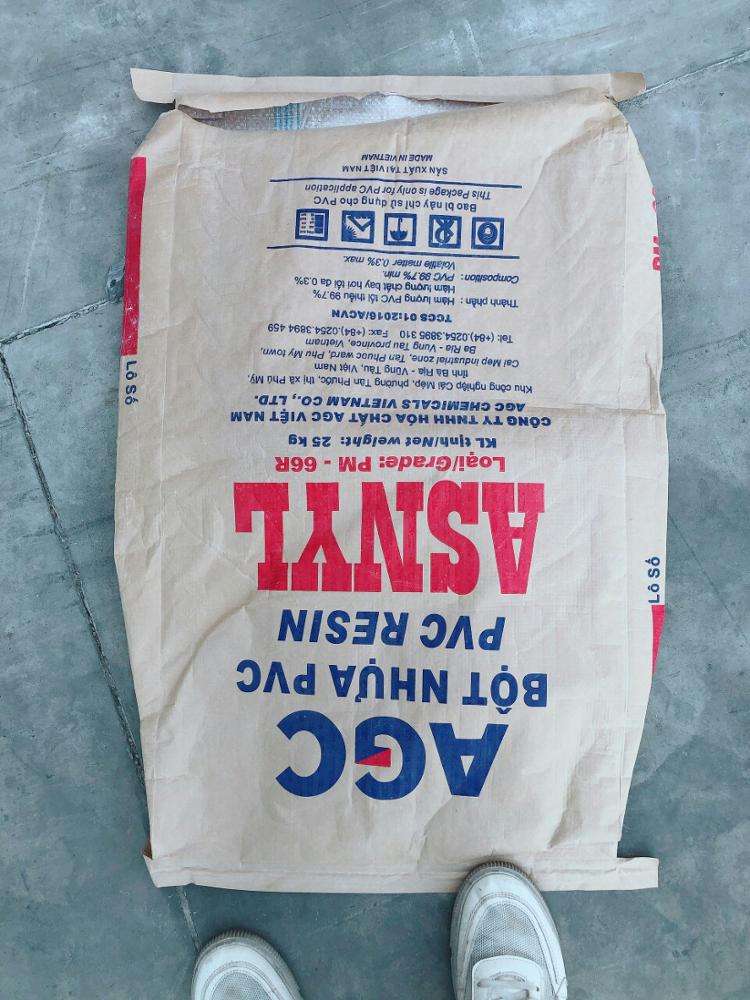 AGC
BỘT NHỰA PVC
PVC RESIN
ASNYL
Loại/Grade: PM - 66R
KL tịnh/Net weight: 25 kg
CÔNG TY TNHH HÓA CHẤT AGC VIỆT NAM
AGC CHEMICALS VIETNAM CO., LTD.
Khu công nghiệp Cái Mép, phường Tân Phước, thị xã Phú Mỹ,
tỉnh Bà Rịa - Vũng Tàu, Việt Nam
Cai Mep industrial zone, Tan Phuoc ward, Phu My town,
Ba Ria - Vung Tau province, Vietnam
Tel: (+84).0254.3895 310 Fax: (+84).0254.3894 459
TCCS 01:2016/ACVN
Thành phần: Hàm lượng PVC tối thiểu 99.7%
Hàm lượng chất bay hơi tối đa 0.3%
Composition: PVC 99.7% min.
Volatile matter 0.3% max.
Bao bì này chỉ sử dụng cho PVC
This Package is only for PVC application
SẢN XUẤT TẠI VIỆT NAM
MADE IN VIETNAM
LÔ SỐ
LÔ SỐ